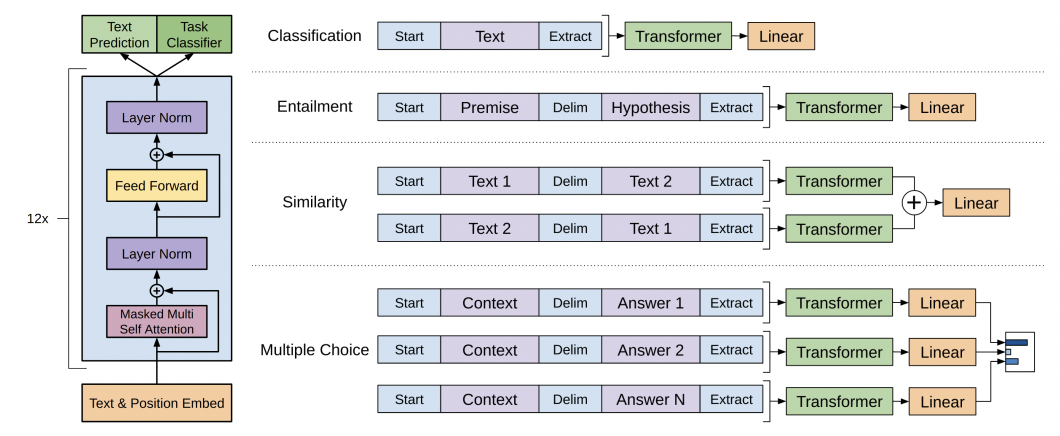 Text
Prediction
Task
Classifier
Layer Norm
Feed Forward
12x
Layer Norm
Masked Multi
Self Attention
Text & Position Embed
Classification Start Text Extract Transformer Linear
Entailment Start Premise Delim Hypothesis Extract Transformer Linear
Similarity
Start Text 1 Delim Text 2 Extract Transformer
Linear
Start Text 2 Delim Text 1 Extract Transformer
Multiple Choice
Start Context Delim Answer 1 Extract Transformer Linear
Start Context Delim Answer 2 Extract Transformer Linear
Start Context Delim Answer N Extract Transformer Linear